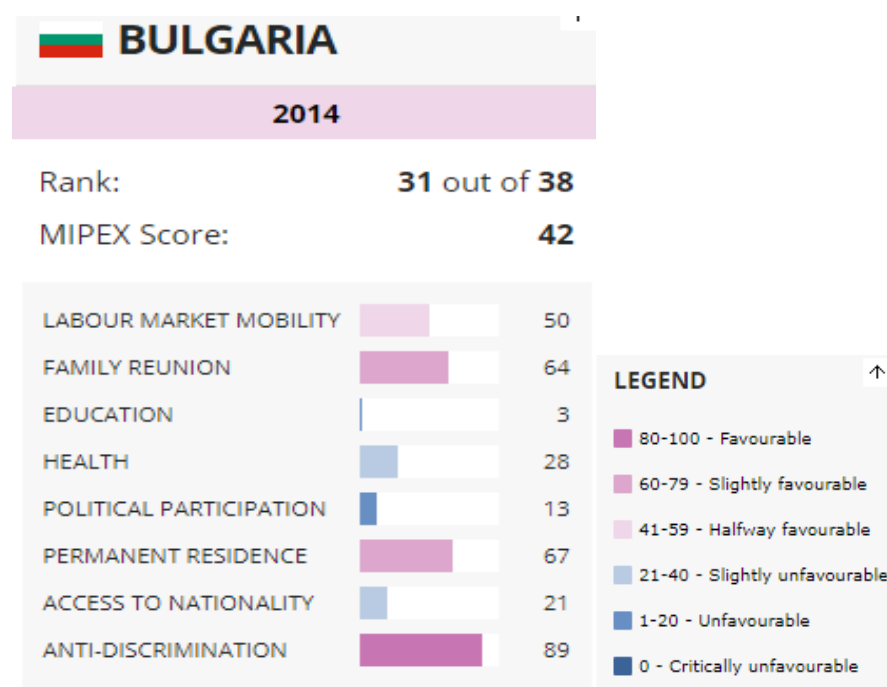 BULGARIA
2014
Rank: 31 out of 38
MIPEX Score: 42
LABOUR MARKET MOBILITY 50
FAMILY REUNION 64
EDUCATION 3
HEALTH 28
POLITICAL PARTICIPATION 13
PERMANENT RESIDENCE 67
ACCESS TO NATIONALITY 21
ANTI-DISCRIMINATION 89
LEGEND
80-100 - Favourable
60-79 - Slightly favourable
41-59 - Halfway favourable
21-40 - Slightly unfavourable
1-20 - Unfavourable
0 - Critically unfavourable